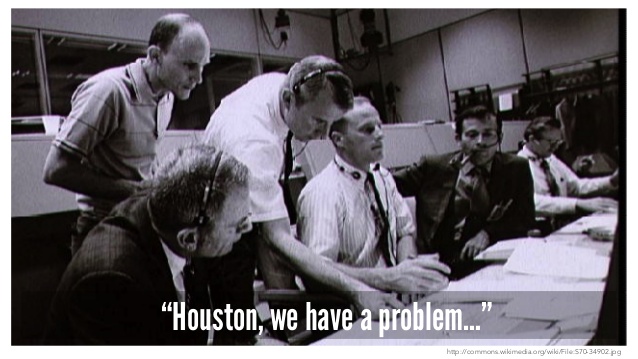 “Houston, we have a problem...”
http://commons.wikimedia.org/wiki/File:S70-34902.jpg